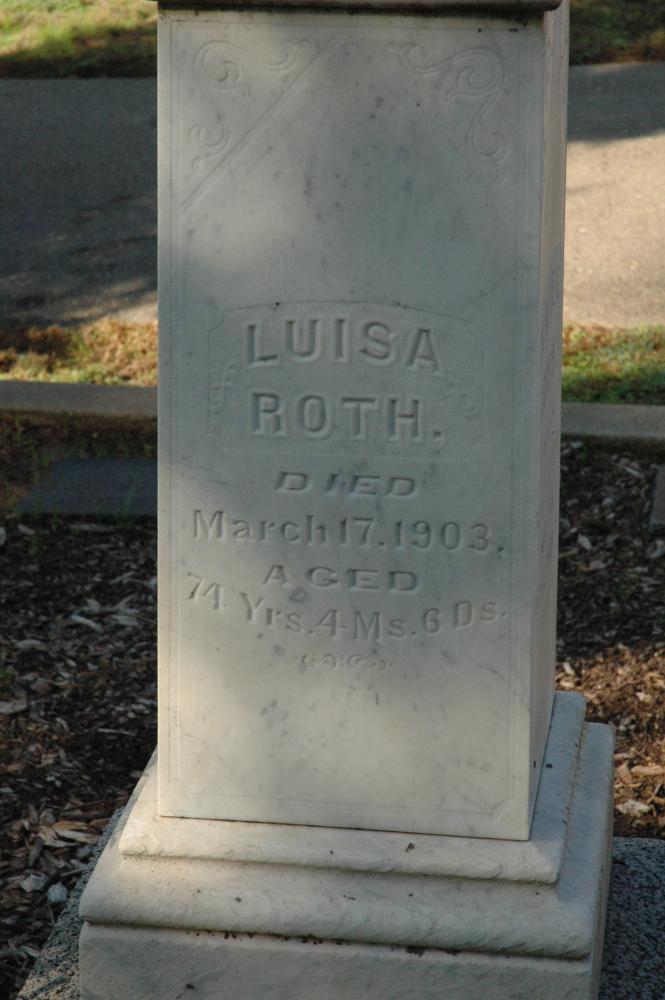 LUISA
ROTH,
DIED
March 17, 1903,
AGED
74 Yrs. 4 Ms. 6 Ds.